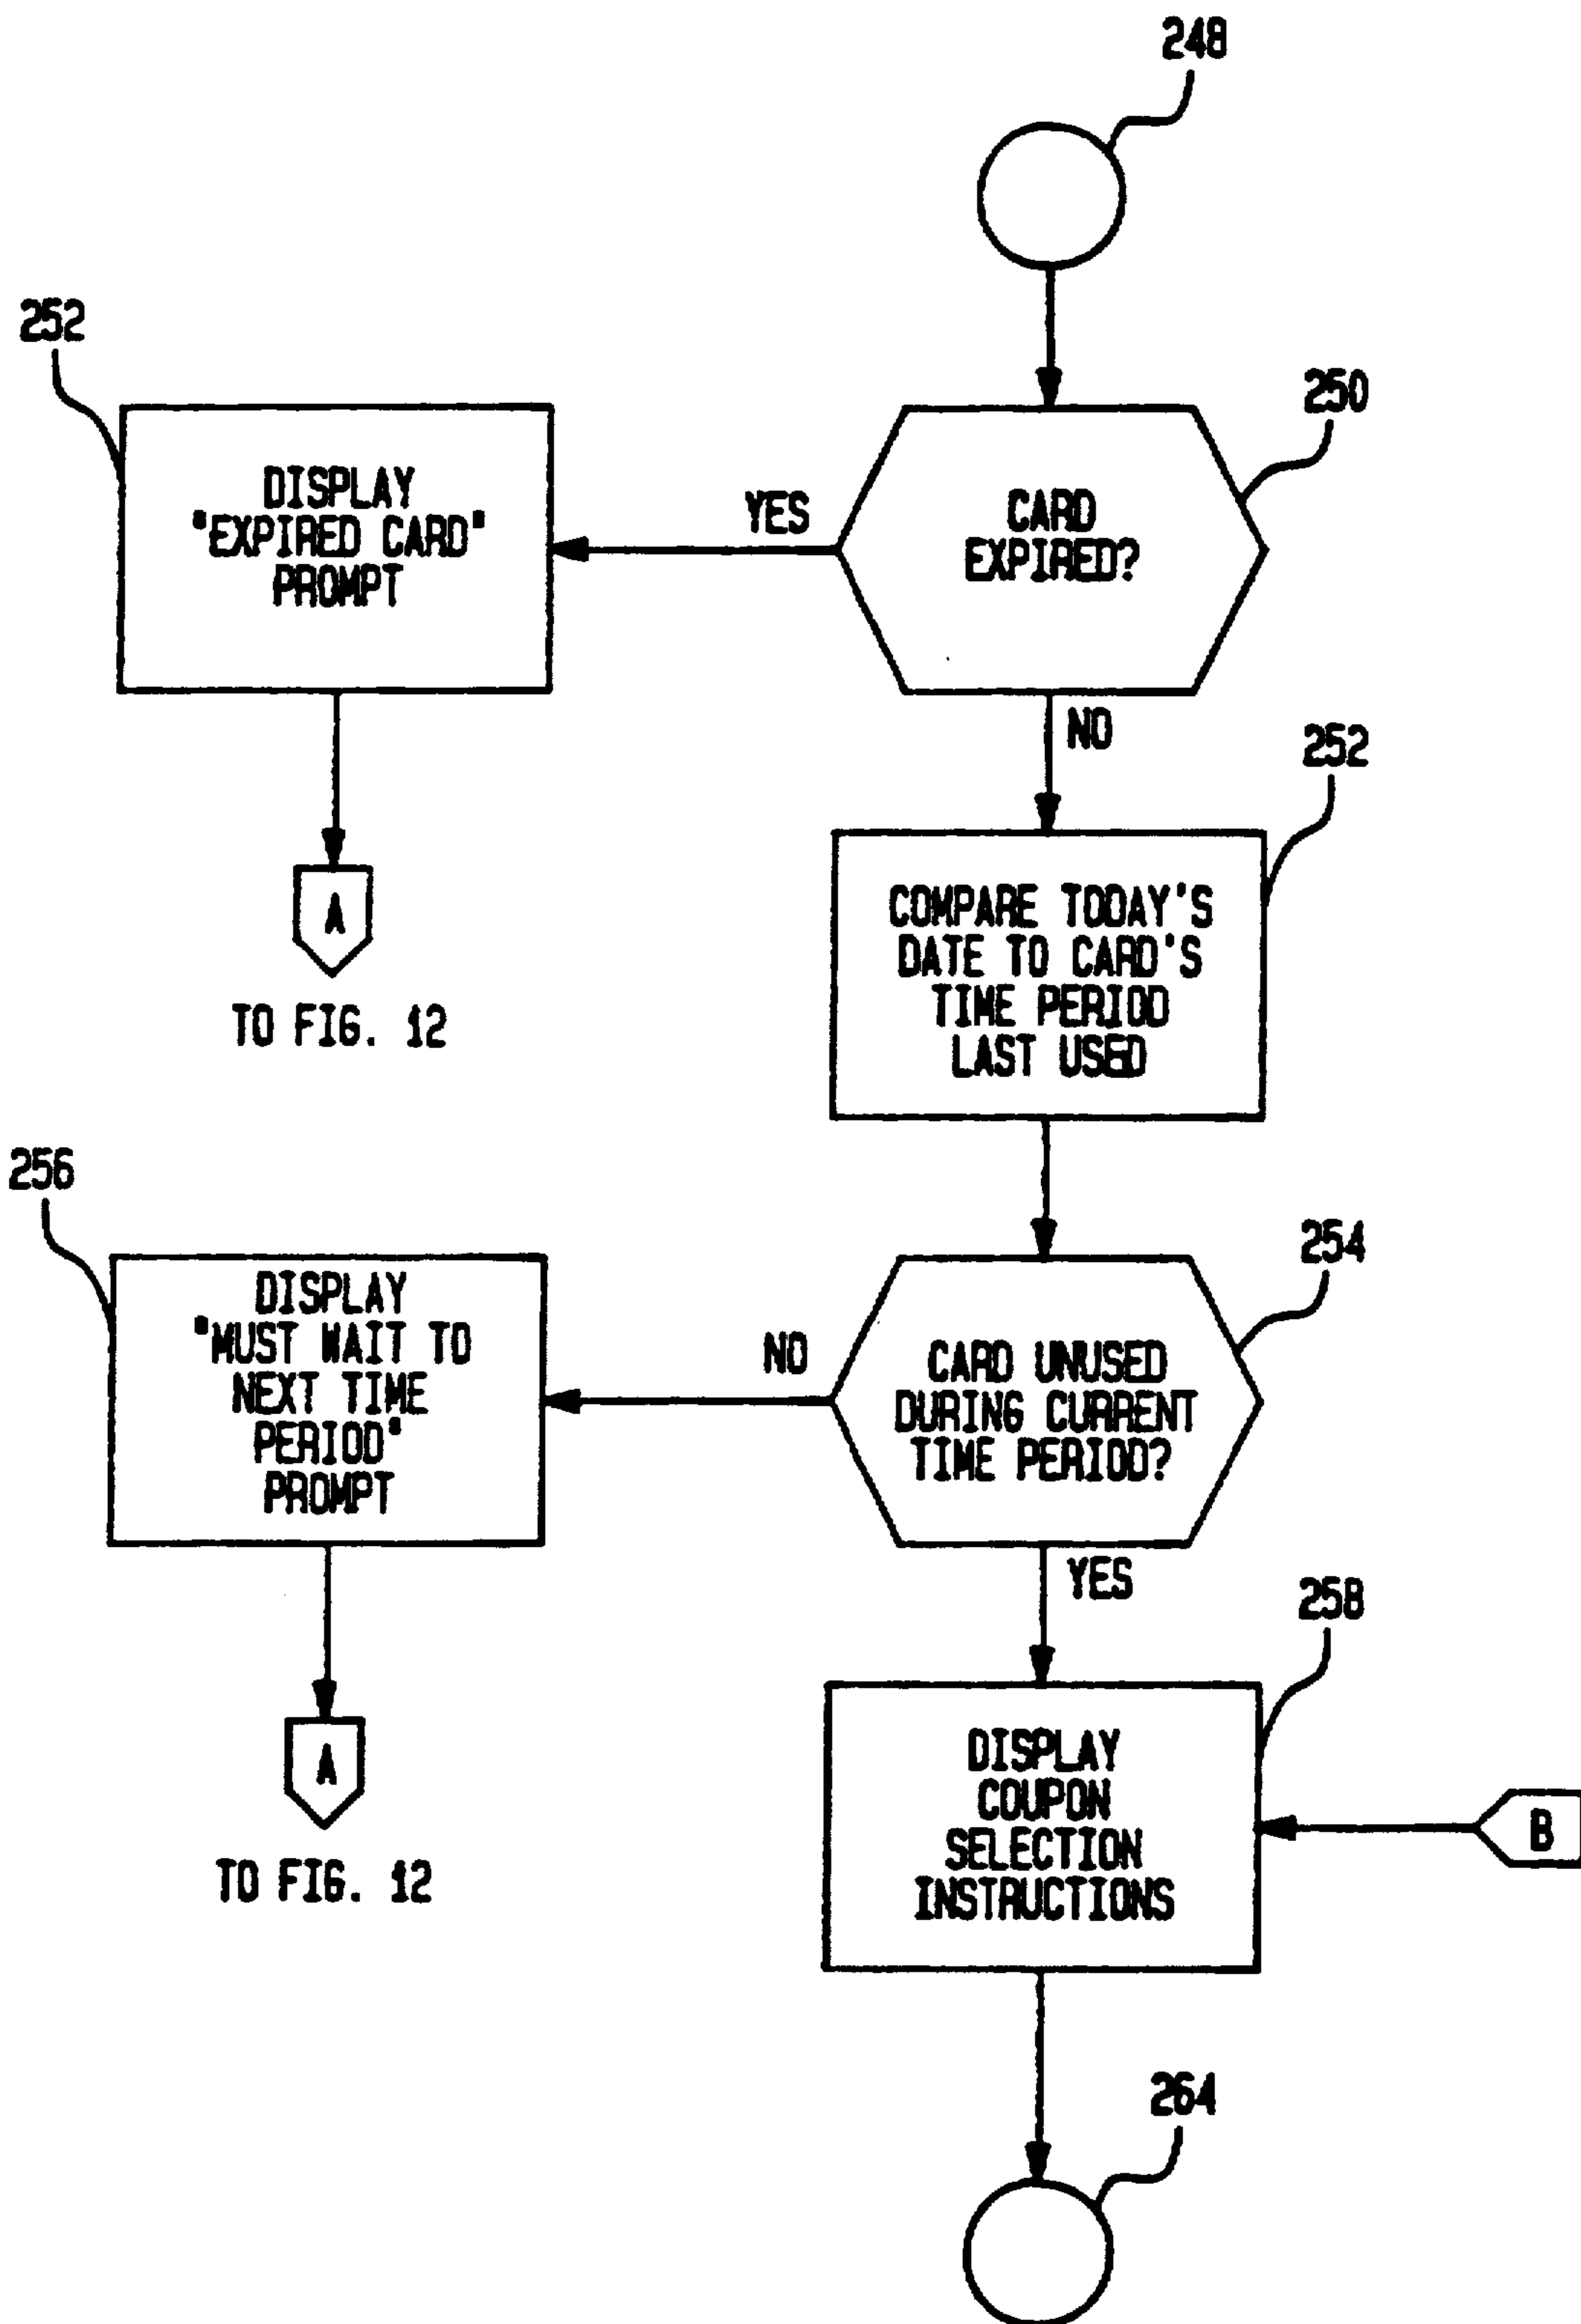 248
252
250
DISPLAY
"EXPIRED CARD"
PROMPT
YES
CARD
EXPIRED?
NO
252
A
TO FIG. 12
COMPARE TODAY'S
DATE TO CARD'S
TIME PERIOD
LAST USED
256
254
DISPLAY
"MUST WAIT TO
NEXT TIME
PERIOD"
PROMPT
NO
CARD UNUSED
DURING CURRENT
TIME PERIOD?
YES
258
A
TO FIG. 12
DISPLAY
COUPON
SELECTION
INSTRUCTIONS
B
264